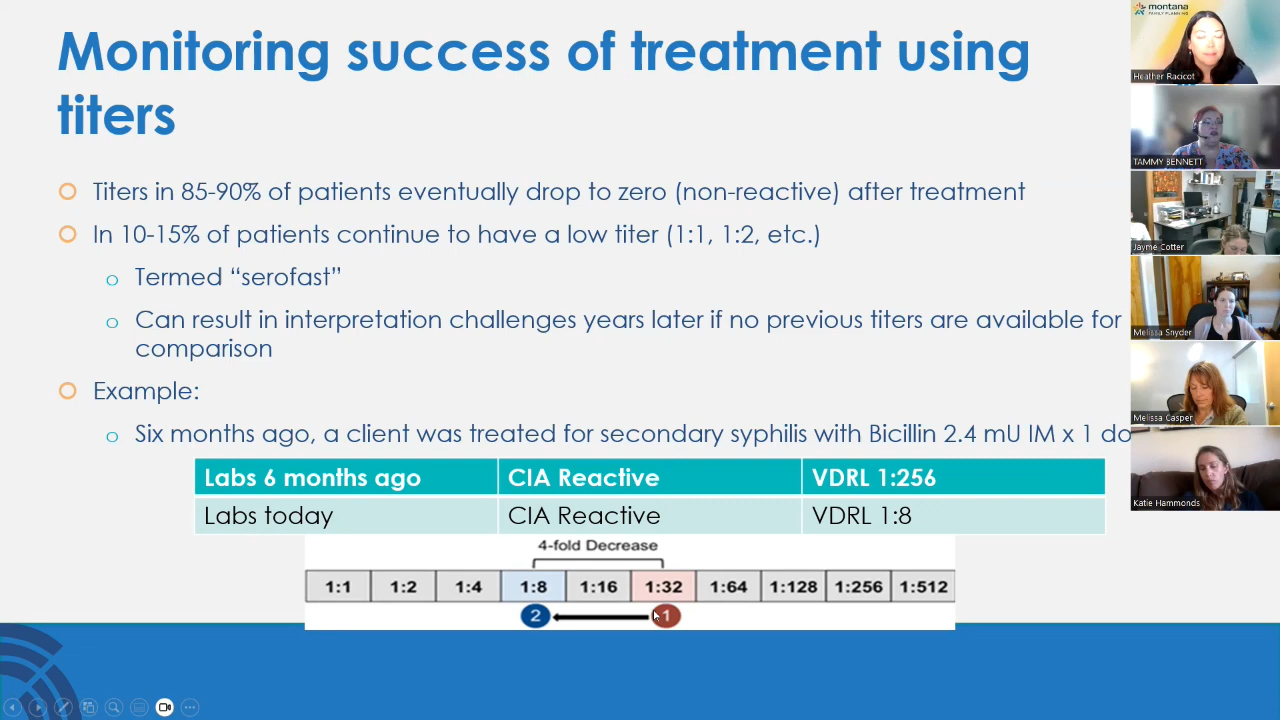 Monitoring success of treatment using
titers
Titers in 85-90% of patients eventually drop to zero (non-reactive) after treatment
In 10-15% of patients continue to have a low titer (1:1, 1:2, etc.)
Termed “serofast”
Can result in interpretation challenges years later if no previous titers are available for
comparison
Example:
Six months ago, a client was treated for secondary syphilis with Bicillin 2.4 mU IM x 1 do
Labs 6 months ago CIA Reactive VDRL 1:256
Labs today CIA Reactive VDRL 1:8
4-fold Decrease
1:1 1:2 1:4 1:8 1:16 1:32 1:64 1:128 1:256 1:512
2 1
montana
FAMILY PLANNING
Heather Racicot
TAMMY BENNETT
Jayme Cotter
Melissa Snyder
Melissa Casper
Katie Hammonds